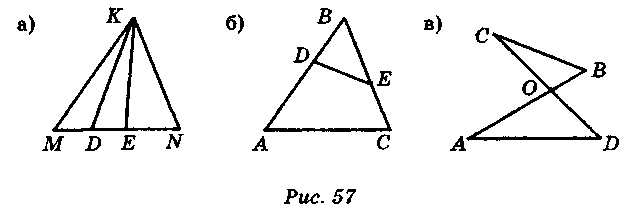 а) K б) B в) C
D E O B
M D E N A C A D
Рис. 57